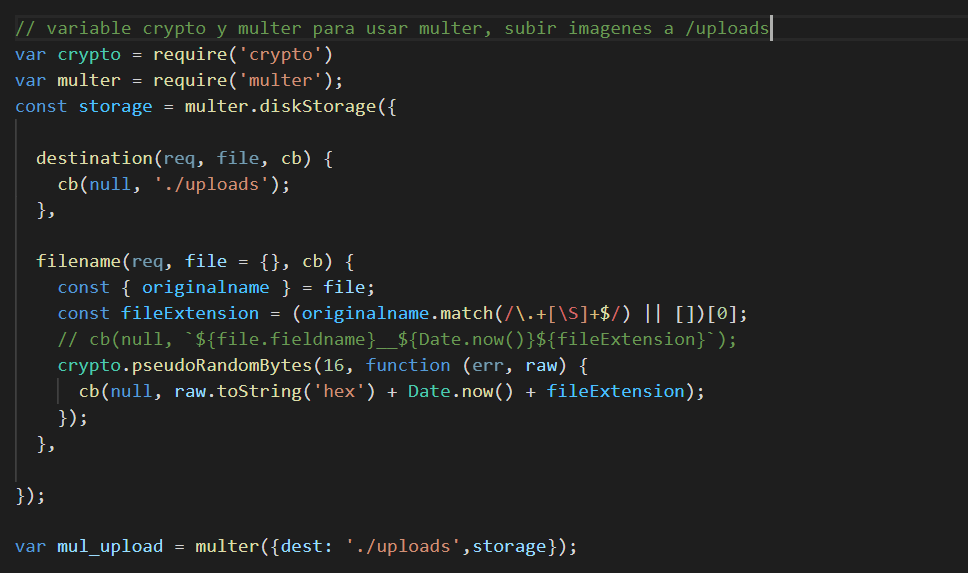 // variable crypto y multer para usar multer, subir imagenes a /uploads
var crypto = require('crypto')
var multer = require('multer');
const storage = multer.diskStorage({
destination(req, file, cb) {
cb(null, './uploads');
},
filename(req, file = {}, cb) {
const { originalname } = file;
const fileExtension = (originalname.match(/\.+[\S]+$/) || [])[0];
// cb(null, `${file.fieldname}__${Date.now()}${fileExtension}`);
crypto.pseudoRandomBytes(16, function (err, raw) {
cb(null, raw.toString('hex') + Date.now() + fileExtension);
});
},
});
var mul_upload = multer({dest: './uploads',storage});